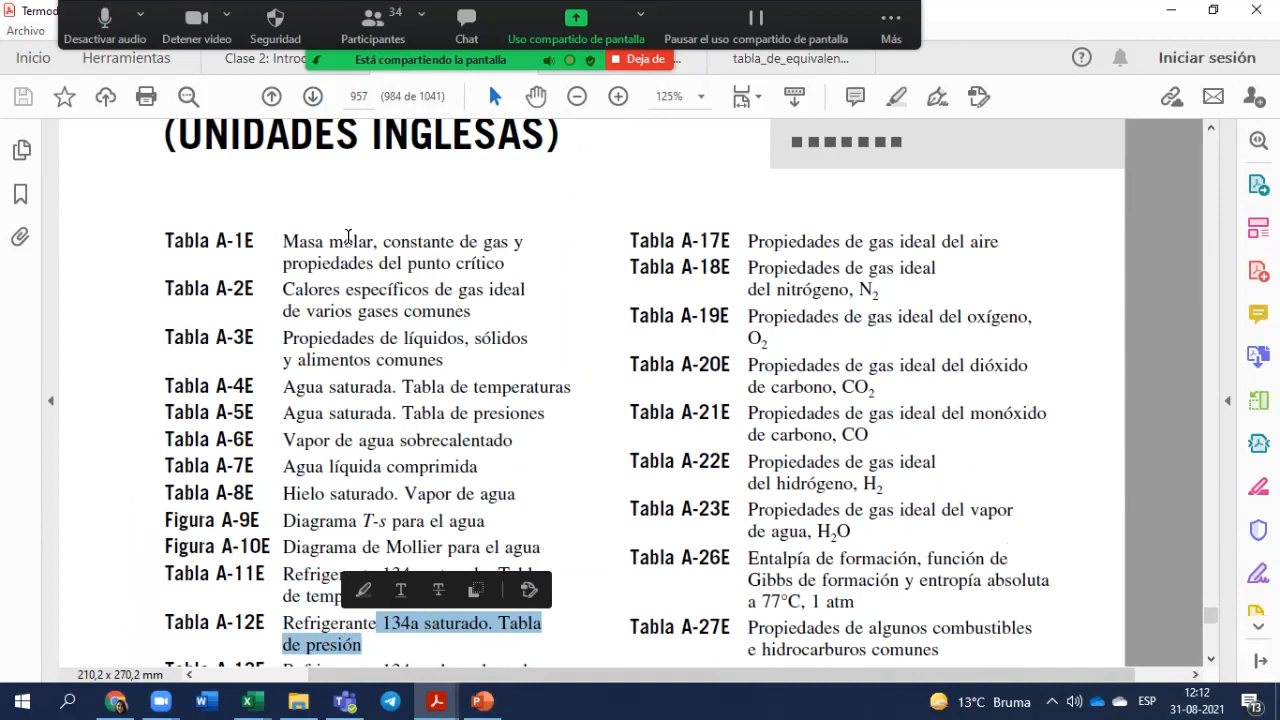 Termod
Archivo
34
Desactivar audio
Detener video
Seguridad
Participantes
Chat
Uso compartido de pantalla
Pausar el uso compartido de pantalla
Más
Inicio
Herramientas
Clase 2: Introd
Está compartiendo la pantalla
Deja de
...
tabla_de_equivalen...
Iniciar sesión
957
(984 de 1041)
125%
(UNIDADES INGLESAS)
Tabla A-1E Masa molar, constante de gas y
propiedades del punto crítico
Tabla A-2E Calores específicos de gas ideal
de varios gases comunes
Tabla A-3E Propiedades de líquidos, sólidos
y alimentos comunes
Tabla A-4E Agua saturada. Tabla de temperaturas
Tabla A-5E Agua saturada. Tabla de presiones
Tabla A-6E Vapor de agua sobrecalentado
Tabla A-7E Agua líquida comprimida
Tabla A-8E Hielo saturado. Vapor de agua
Figura A-9E Diagrama T-s para el agua
Figura A-10E Diagrama de Mollier para el agua
Tabla A-11E
de
Tabla A-12E Refrigerante 134a saturado. Tabla
de presión
Tabla A-17E Propiedades de gas ideal del aire
Tabla A-18E Propiedades de gas ideal
del nitrógeno, N2
Tabla A-19E Propiedades de gas ideal del oxígeno,
O2
Tabla A-20E Propiedades de gas ideal del dióxido
de carbono, CO2
Tabla A-21E Propiedades de gas ideal del monóxido
de carbono, CO
Tabla A-22E Propiedades de gas ideal
del hidrógeno, H2
Tabla A-23E Propiedades de gas ideal del vapor
de agua, H2O
Tabla A-26E Entalpía de formación, función de
Gibbs de formación y entropía absoluta
a 77°C, 1 atm
Tabla A-27E Propiedades de algunos combustibles
e hidrocarburos comunes
210,2 x 270,2 mm
13°C Bruma
ESP
12:12
31-08-2021
13